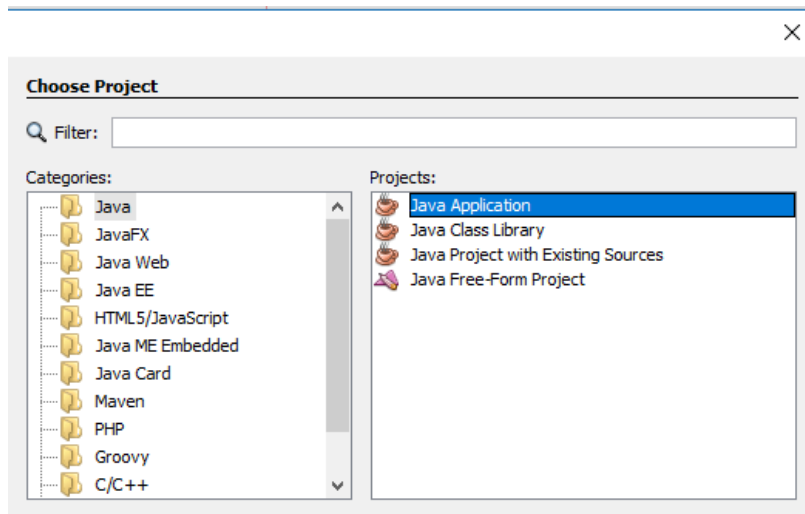 Choose Project
Filter:
Categories:
Java
JavaFX
Java Web
Java EE
HTML5/JavaScript
Java ME Embedded
Java Card
Maven
PHP
Groovy
C/C++
Projects:
Java Application
Java Class Library
Java Project with Existing Sources
Java Free-Form Project